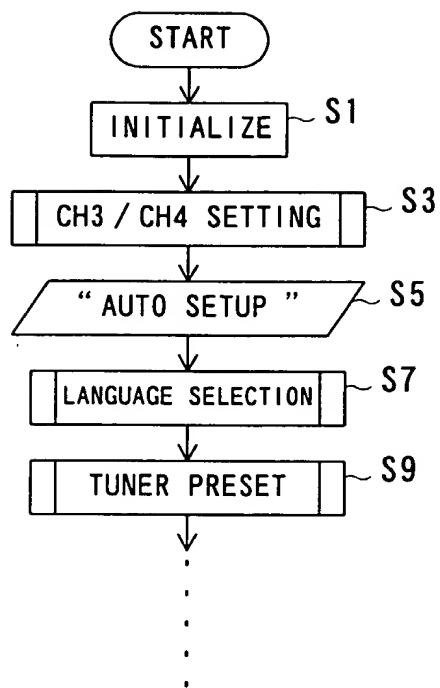 START
INITIALIZE S1
CH3 / CH4 SETTING S3
"AUTO SETUP" S5
LANGUAGE SELECTION S7
TUNER PRESET S9